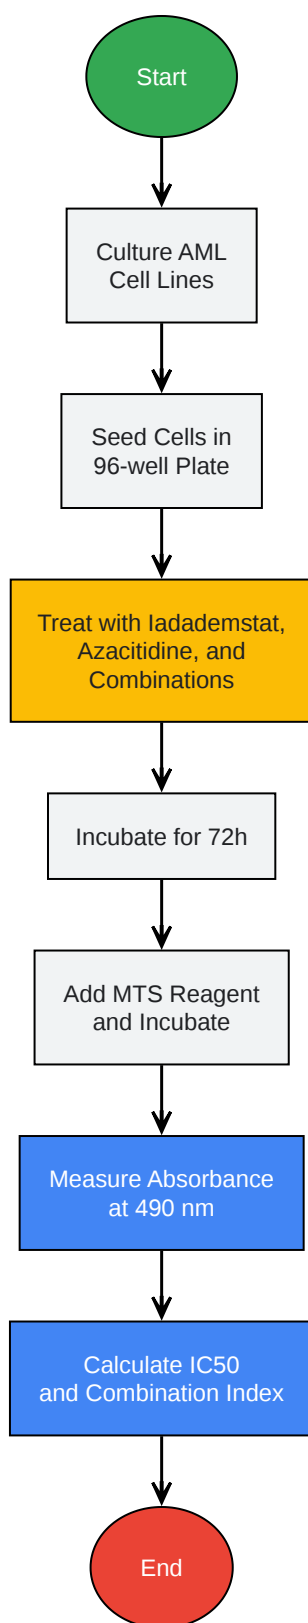 Start
Culture AML
Cell Lines
Seed Cells in
96-well Plate
Treat with Iadademstat,
Azacitidine, and
Combinations
Incubate for 72h
Add MTS Reagent
and Incubate
Measure Absorbance
at 490 nm
Calculate IC50
and Combination Index
End